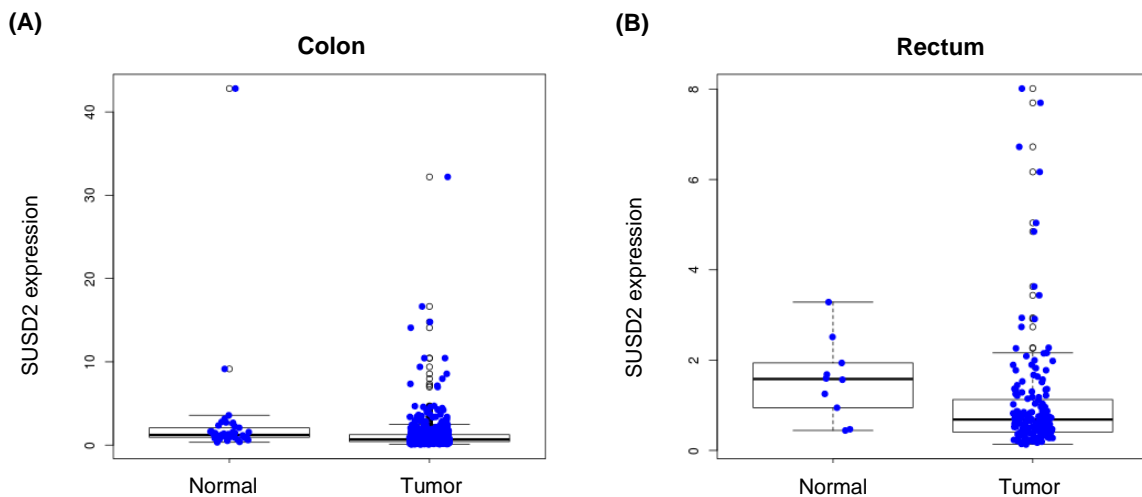 (A)
Colon
SUSD2 expression
0
10
20
30
40
Normal
Tumor
(B)
Rectum
SUSD2 expression
0
2
4
6
8
Normal
Tumor